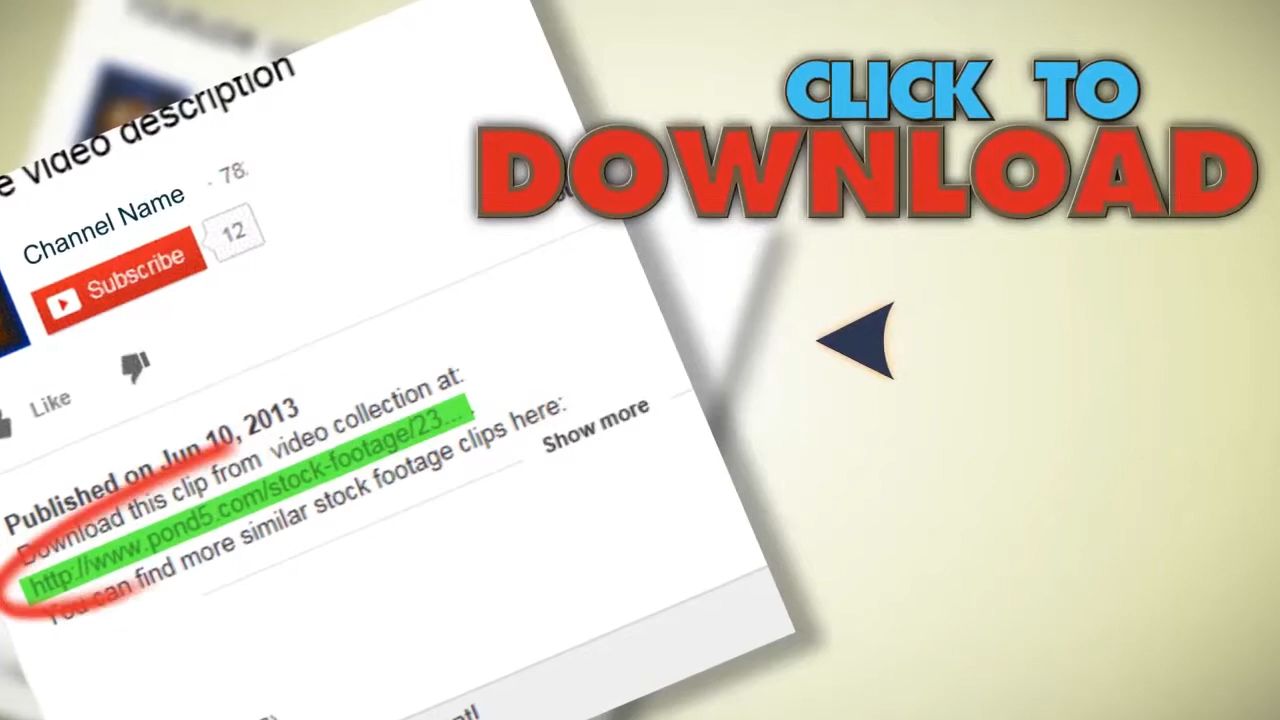 CLICK TO
DOWNLOAD
e video description
Channel Name
78
Subscribe
12
Like
Published on Jun 10, 2013
Download this clip from video collection at:
http://www.pond5.com/stock-footage/23...
You can find more similar stock footage clips here:
Show more